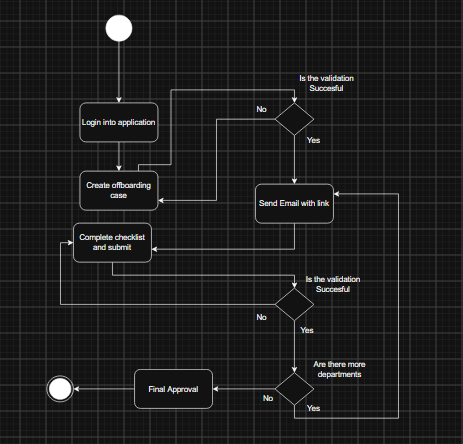 Is the validation
Succesful
No
Login into application
Yes
Create offboarding
case
Send Email with link
Complete checklist
and submit
Is the validation
Succesful
No
Yes
Are there more
departments
Final Approval
No
Yes